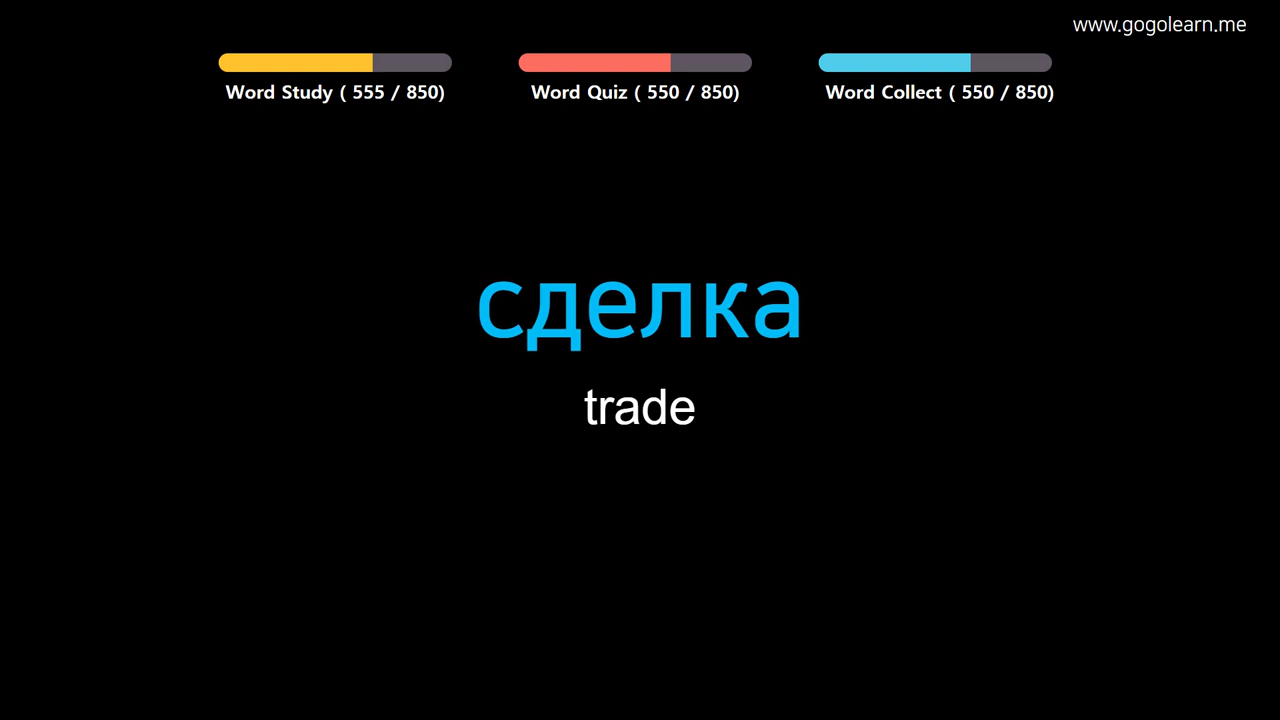 www.gogolearn.me
Word Study ( 555 / 850)
Word Quiz ( 550 / 850)
Word Collect ( 550 / 850)
сделка
trade